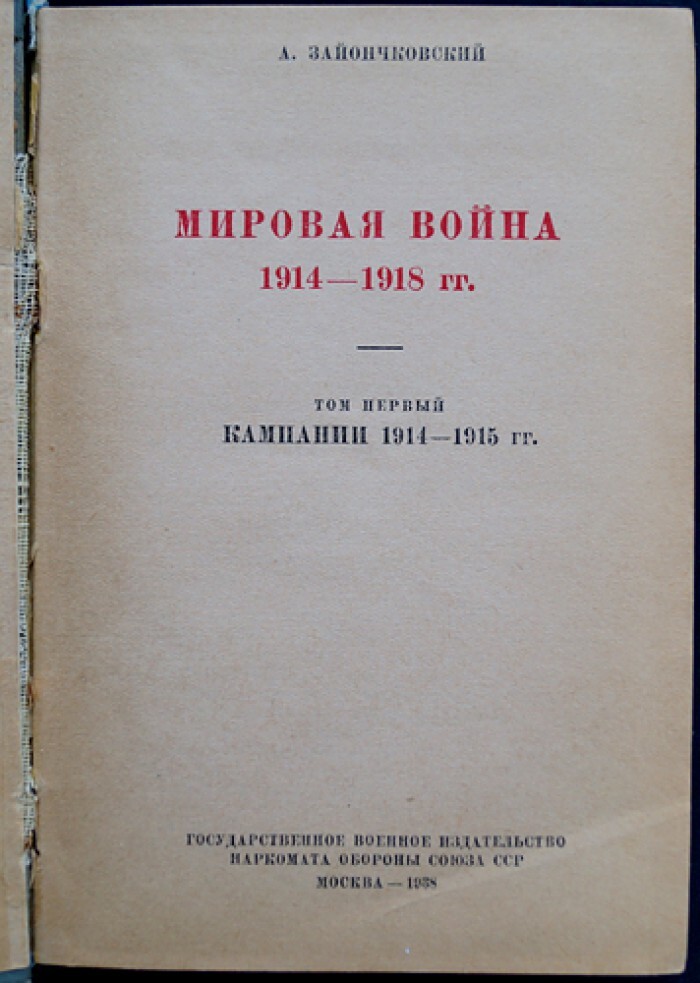 А. ЗАЙОНЧКОВСКИЙ
МИРОВАЯ ВОЙНА
1914—1918 гг.
ТОМ ПЕРВЫЙ
КАМПАНИИ 1914—1915 гг.
ГОСУДАРСТВЕННОЕ ВОЕННОЕ ИЗДАТЕЛЬСТВО
НАРКОМАТА ОБОРОНЫ СОЮЗА ССР
МОСКВА — 1938